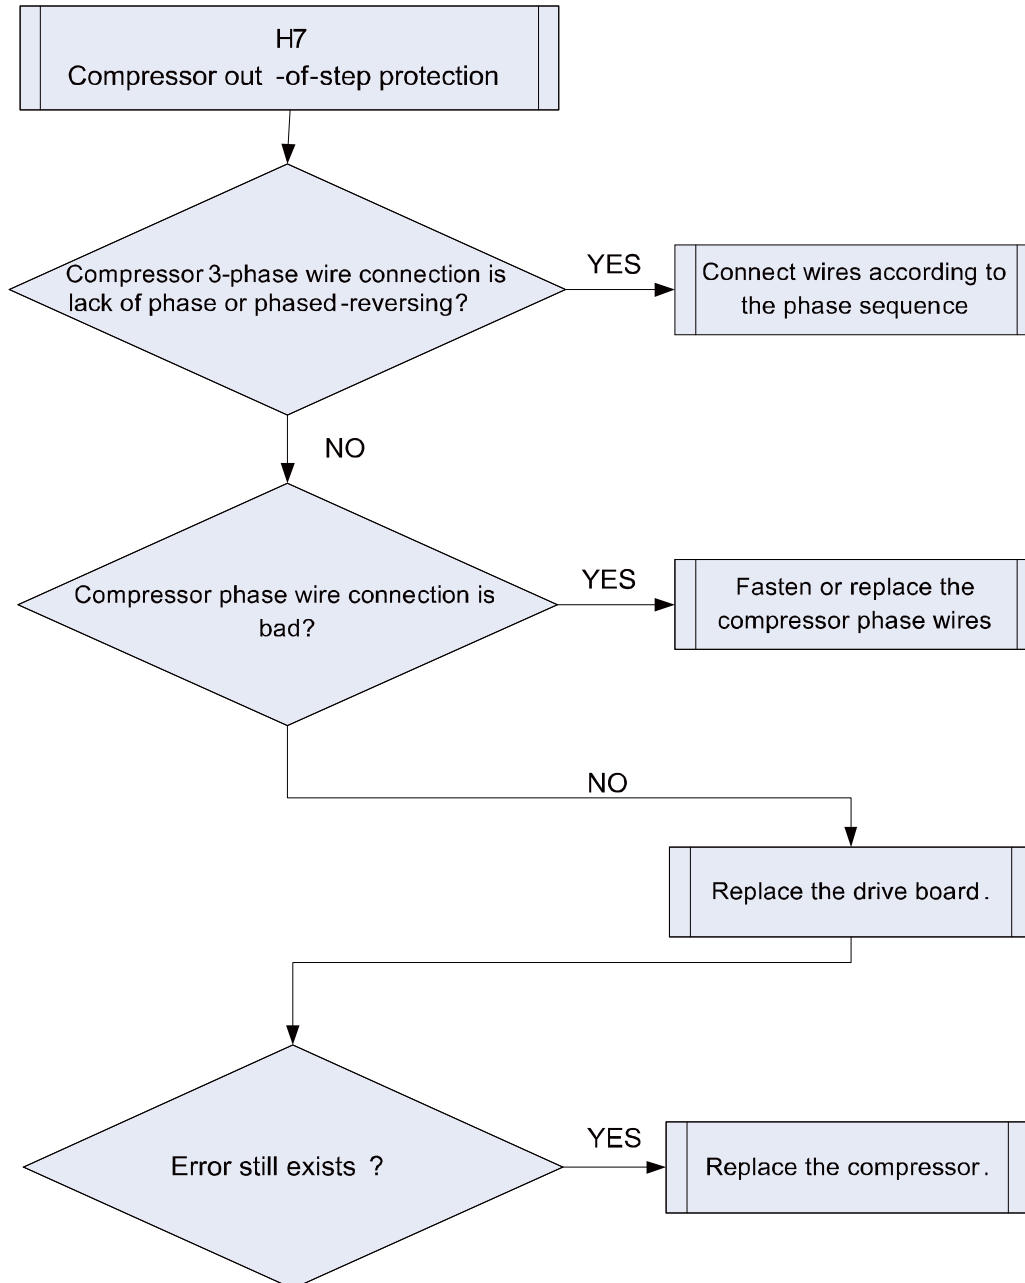 H7
Compressor out -of-step protection
Compressor 3-phase wire connection is
lack of phase or phased-reversing?
YES
Connect wires according to
the phase sequence
NO
Compressor phase wire connection is
bad?
YES
Fasten or replace the
compressor phase wires
NO
Replace the drive board.
Error still exists ?
YES
Replace the compressor.